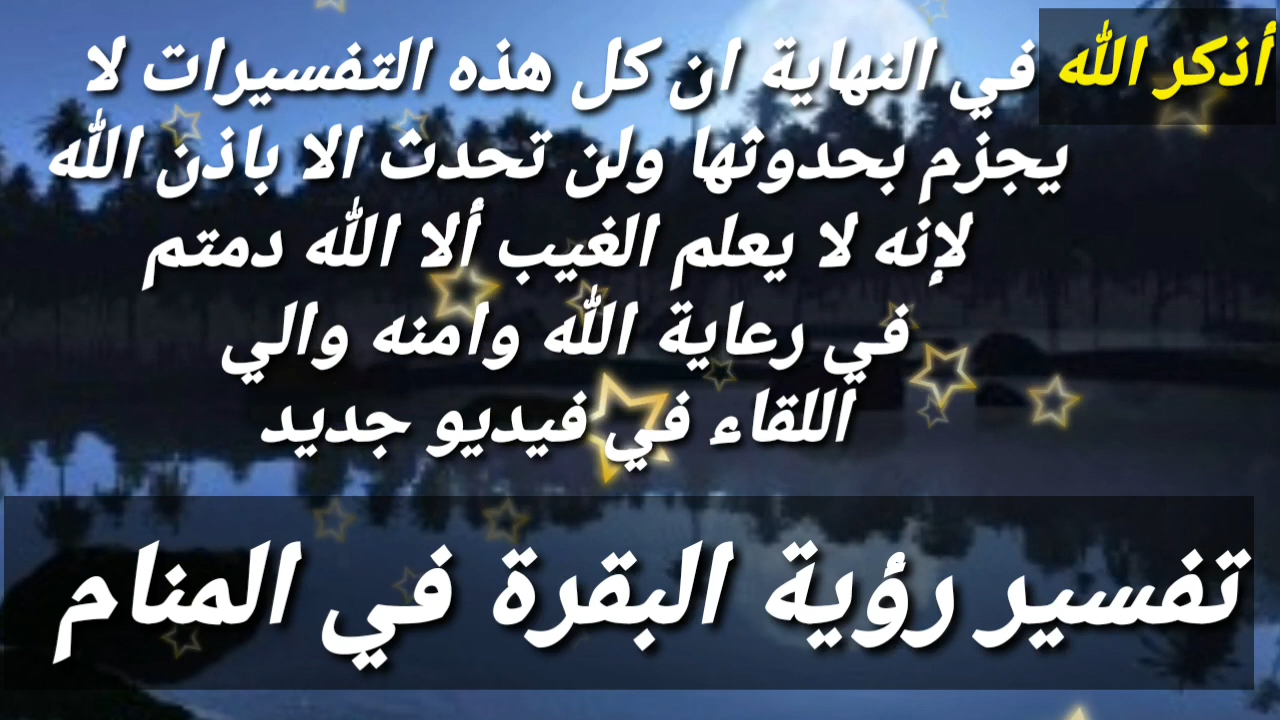 أذكر الله
في النهاية ان كل هذه التفسيرات لا
يجزم بحدوثها ولن تحدث الا باذن الله
لإنه لا يعلم الغيب ألا الله دمتم
في رعاية الله وامنه والي
اللقاء في فيديو جديد
تفسير رؤية البقرة في المنام